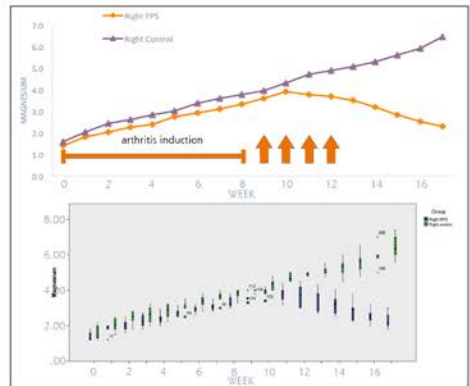 Right PPS
Right Control
7.0
6.0
5.0
4.0
3.0
2.0
1.0
0.0
MAGNESIUM
arthritis induction
0 2 4 6 8 10 12 14 16
WEEK
Group
Right PPS
Right control
8.00
6.00
4.00
2.00
.00
Magnesium
0 2 4 6 8 10 12 14 16
WEEK